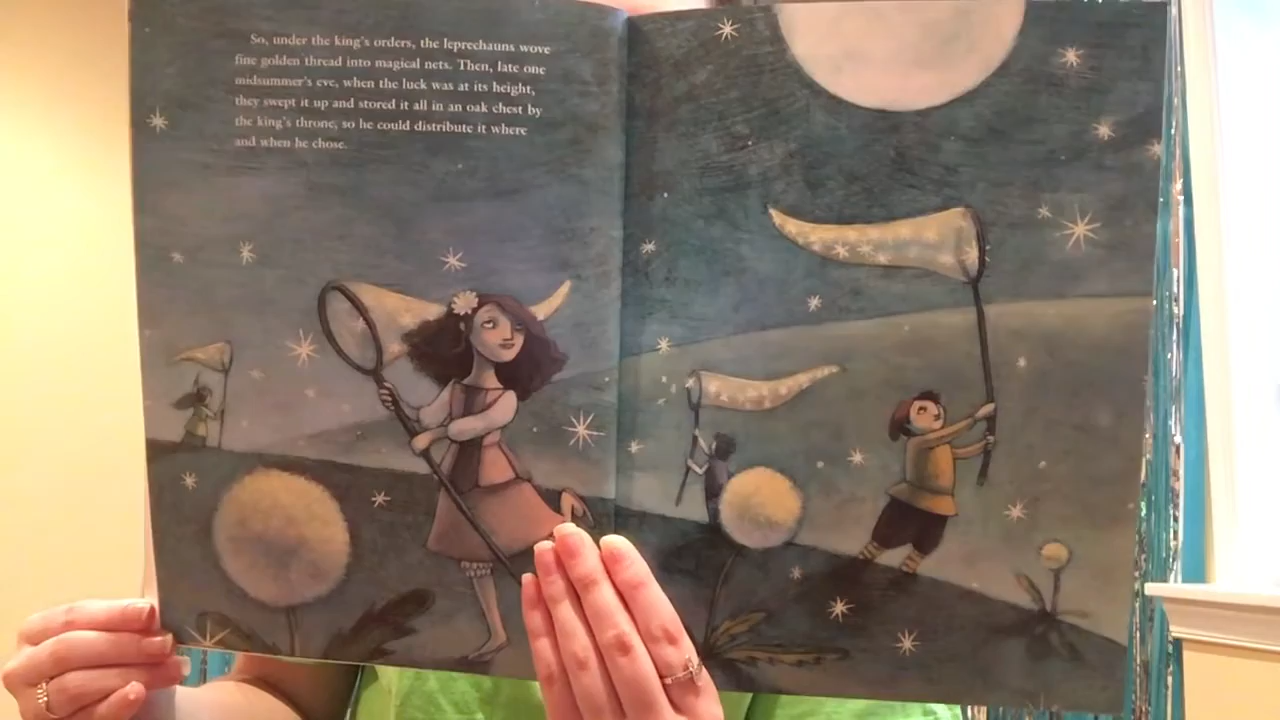 So, under the king's orders, the leprechauns wove
fine golden thread into magical nets. Then, late one
midsummer's eve, when the luck was at its height,
they swept it up and stored it all in an oak chest by
the king's throne, so he could distribute it where
and when he chose.